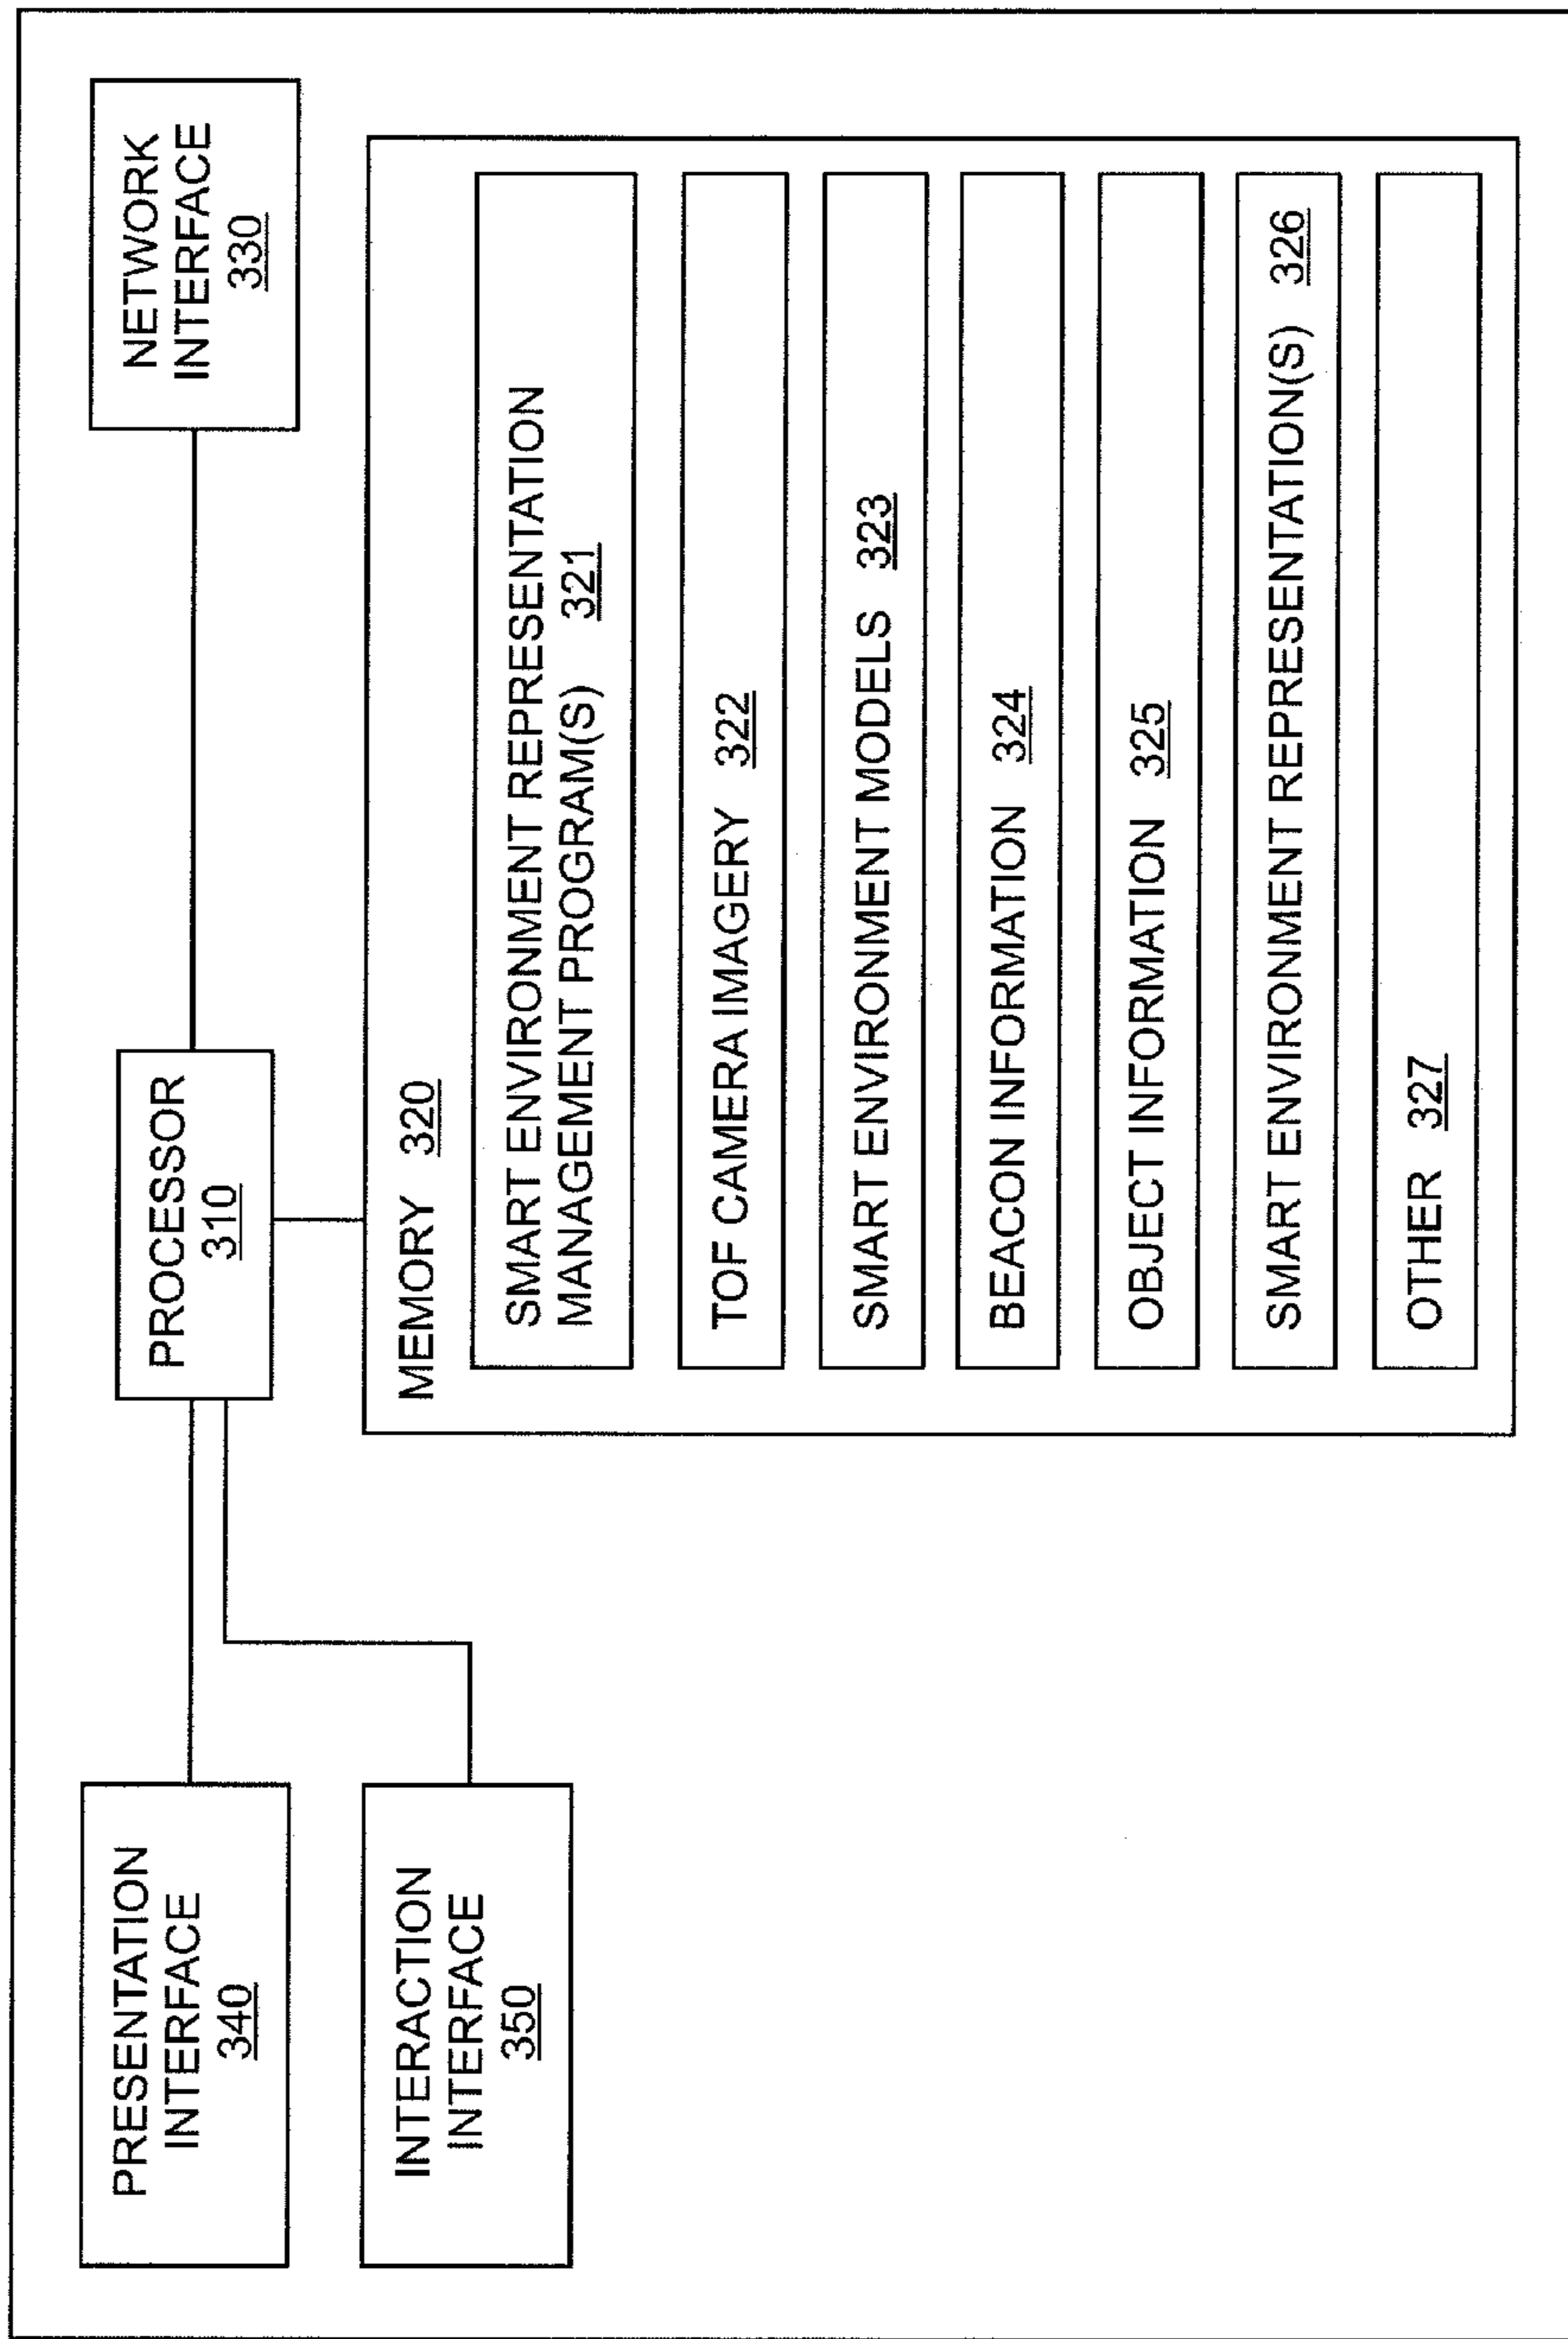 PRESENTATION
INTERFACE
340
INTERACTION
INTERFACE
350
PROCESSOR
310
NETWORK
INTERFACE
330
MEMORY 320
SMART ENVIRONMENT REPRESENTATION
MANAGEMENT PROGRAM(S) 321
TOF CAMERA IMAGERY 322
SMART ENVIRONMENT MODELS 323
BEACON INFORMATION 324
OBJECT INFORMATION 325
SMART ENVIRONMENT REPRESENTATION(S) 326
OTHER 327